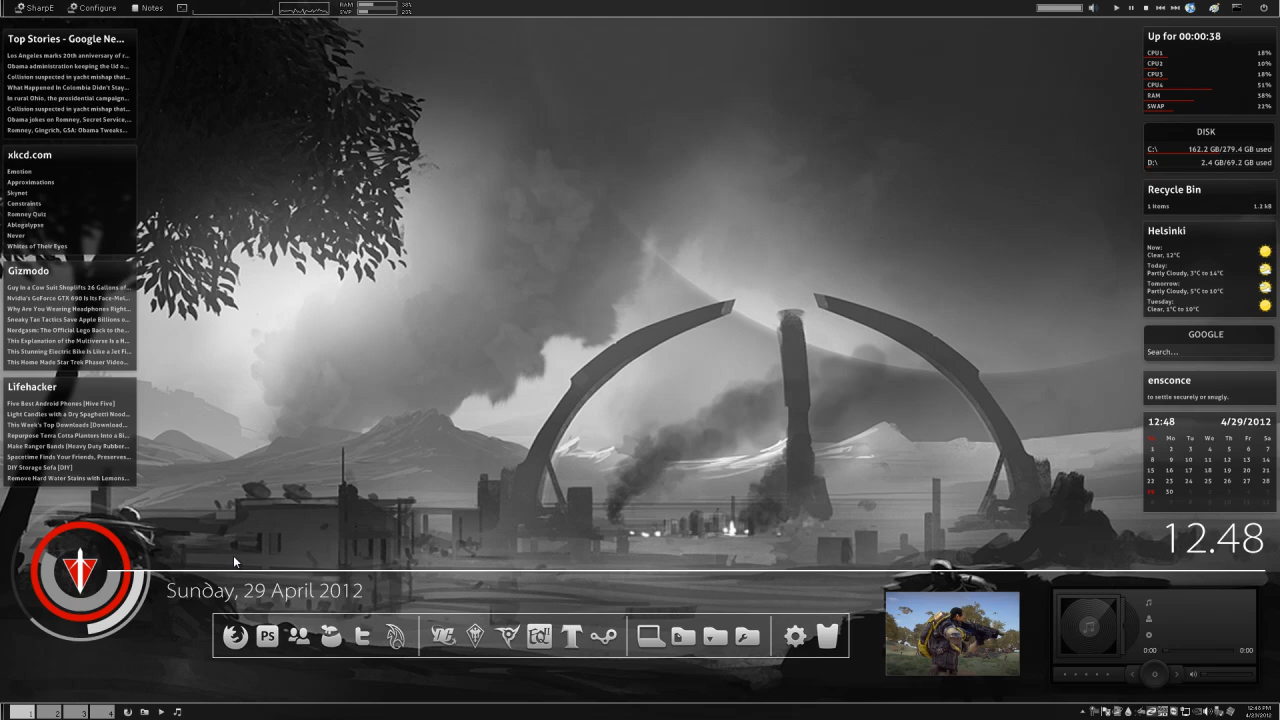 SharpE Configure Notes
RAM 38%
SWP 23%
Top Stories - Google Ne...
Los Angeles marks 20th anniversary of r...
Obama administration keeping the lid o...
Collision suspected in yacht mishap that...
What Happened In Colombia Didn't Stay...
In rural Ohio, the presidential campaign...
Collision suspected in yacht mishap that...
Obama jokes on Romney, Secret Service,...
Romney, Gingrich, GSA: Obama Tweaks...
xkcd.com
Emotion
Approximations
Skynet
Constraints
Romney Quiz
Ablogalypse
Never
Whites of Their Eyes
Gizmodo
Guy in a Cow Suit Shoplifts 26 Gallons of...
Nvidia's GeForce GTX 690 Is Its Face-Mel...
Why Are You Wearing Headphones Right...
Sneaky Tax Tactics Save Apple Billions o...
Nerdgasm: The Official Lego Back to the...
This Explanation of the Multiverse Is a H...
This Stunning Electric Bike Is Like a Jet Fi...
This Home Made Star Trek Phaser Video...
Lifehacker
Five Best Android Phones [Hive Five]
Light Candles with a Dry Spaghetti Nood...
This Week's Top Downloads [Download...
Repurpose Terra Cotta Planters Into a Bi...
Make Ranger Bands [Heavy Duty Rubber...
Spacetime Finds Your Friends, Preserves...
DIY Storage Sofa [DIY]
Remove Hard Water Stains with Lemons...
Up for 00:00:38
CPU1 18%
CPU2 10%
CPU3 18%
CPU4 51%
RAM 38%
SWAP 22%
DISK
C:\ 162.2 GB/279.4 GB used
D:\ 2.4 GB/69.2 GB used
Recycle Bin
1 Items 1.2 kB
Helsinki
Now:
Clear, 12°C
Today:
Partly Cloudy, 3°C to 14°C
Tomorrow:
Partly Cloudy, 5°C to 10°C
Tuesday:
Clear, 1°C to 10°C
GOOGLE
Search...
ensconce
to settle securely or snugly.
12:48 4/29/2012
Su Mo Tu We Th Fr Sa
1 2 3 4 5 6 7
8 9 10 11 12 13 14
15 16 17 18 19 20 21
22 23 24 25 26 27 28
29 30
12.48
Sunday, 29 April 2012
PS
0:00 0:00
1 2 3 4
12:48 PM
4/29/2012